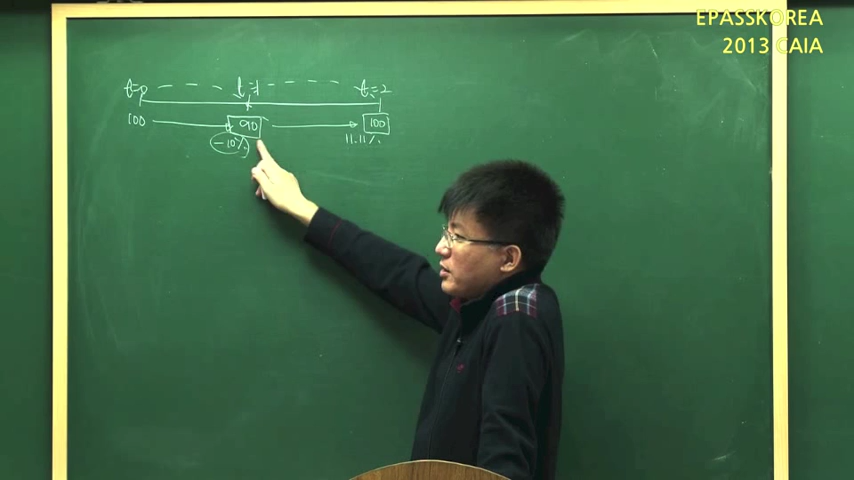 EPASSKOREA
2013 CAIA
t=0 t=1 t=2
100 90 100
-10% 11.11%